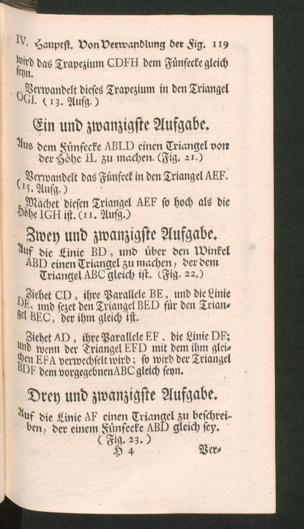 IV. Hauptst. Von Verwandlung der Fig. 119
wird das Trapezium CDFH dem Fünfecke gleich
seyn.
Verwandelt dieses Trapezium in den Triangel
OGI. (13. Aufg.)
Ein und zwanzigste Aufgabe.
Aus dem Fünfecke ABLD einen Triangel von
der Höhe IL zu machen. (Fig. 21.)
Verwandelt das Fünfeck in den Triangel AEF.
(15. Aufg.)
Machet diesen Triangel AEF so hoch als die
Höhe IGH ist. (11. Aufg.)
Zwey und zwanzigste Aufgabe.
Auf die Linie BD, und über den Winkel
ABD einen Triangel zu machen, der dem
Triangel ABC gleich ist. (Fig. 22.)
Ziehet CD, ihre Parallele BE, und die Linie
DE, und sezet den Triangel BED für den Trian-
gel BEC, der ihm gleich ist.
Ziehet AD, ihre Parallele EF, die Linie DF;
und wenn der Triangel EFD mit dem ihm glei-
chen EFA verwechselt wird; so wird der Triangel
BDF dem vorgegebnen ABC gleich seyn.
Drey und zwanzigste Aufgabe.
Auf die Linie AF einen Triangel zu beschrei-
ben, der einem Fünfecke ABD gleich sey.
(Fig. 23.)
H 4 Ver-